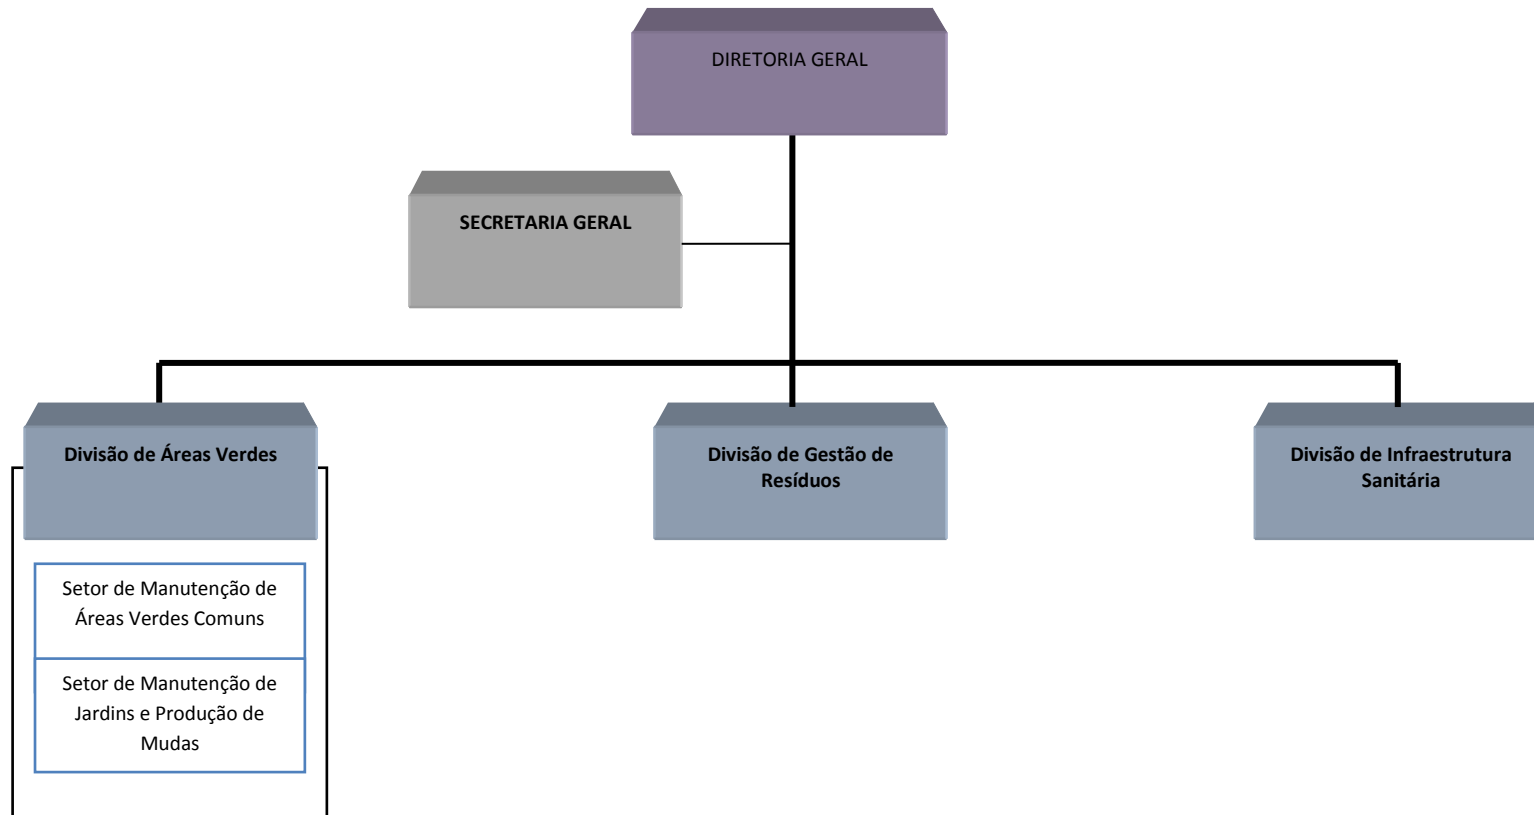 DIRETORIA GERAL
SECRETARIA GERAL
Divisão de Áreas Verdes
Divisão de Gestão de
Resíduos
Divisão de Infraestrutura
Sanitária
Setor de Manutenção de
Áreas Verdes Comuns
Setor de Manutenção de
Jardins e Produção de
Mudas